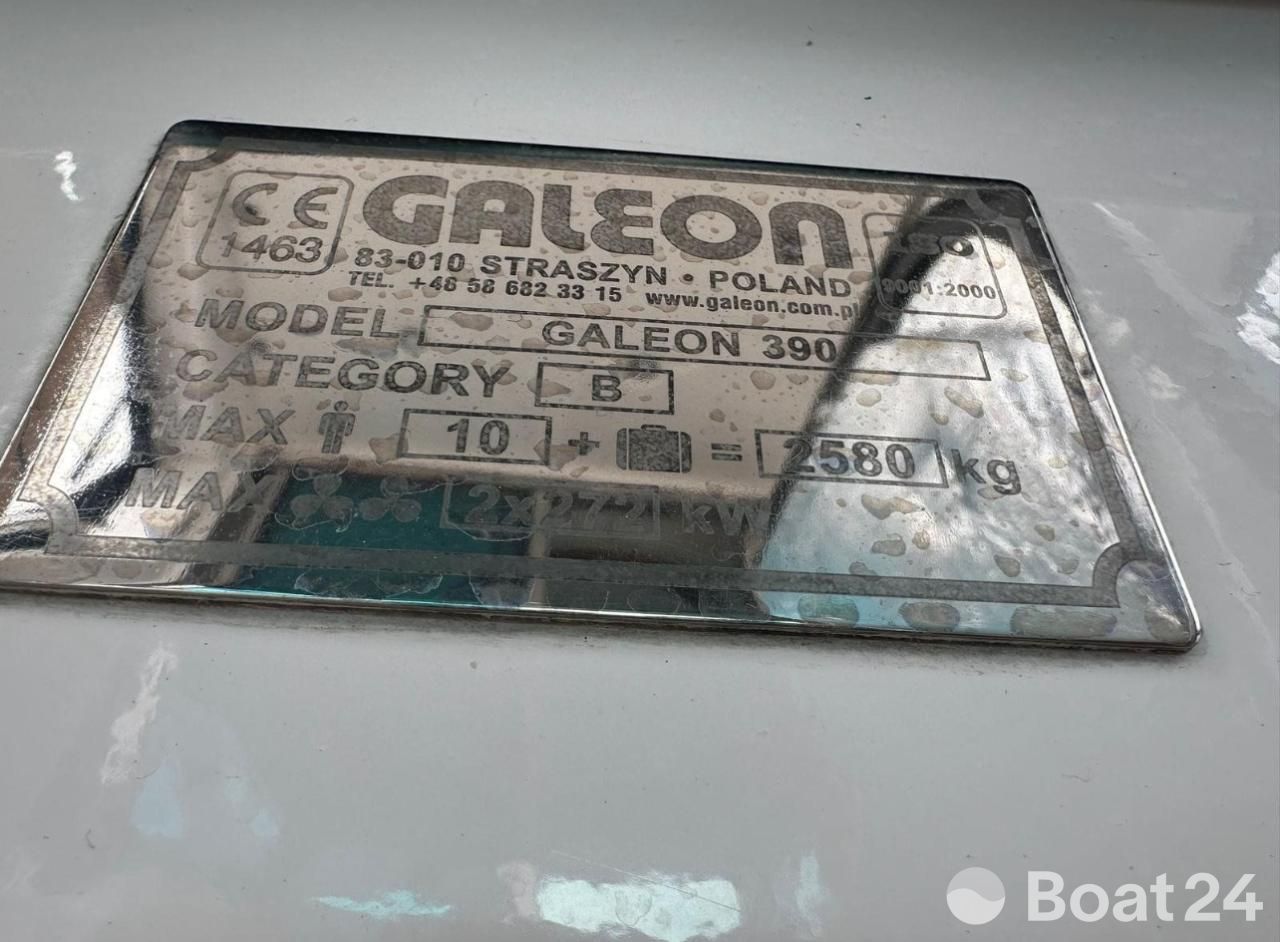 CE GALEON ISO
1463 83-010 STRASZYN • POLAND 9001:2000
TEL. +48 58 682 33 15 www.galeon.com.pl
MODEL GALEON 390
CATEGORY B
MAX 10 + = 2580 kg
MAX 2x272 kW
Boat24